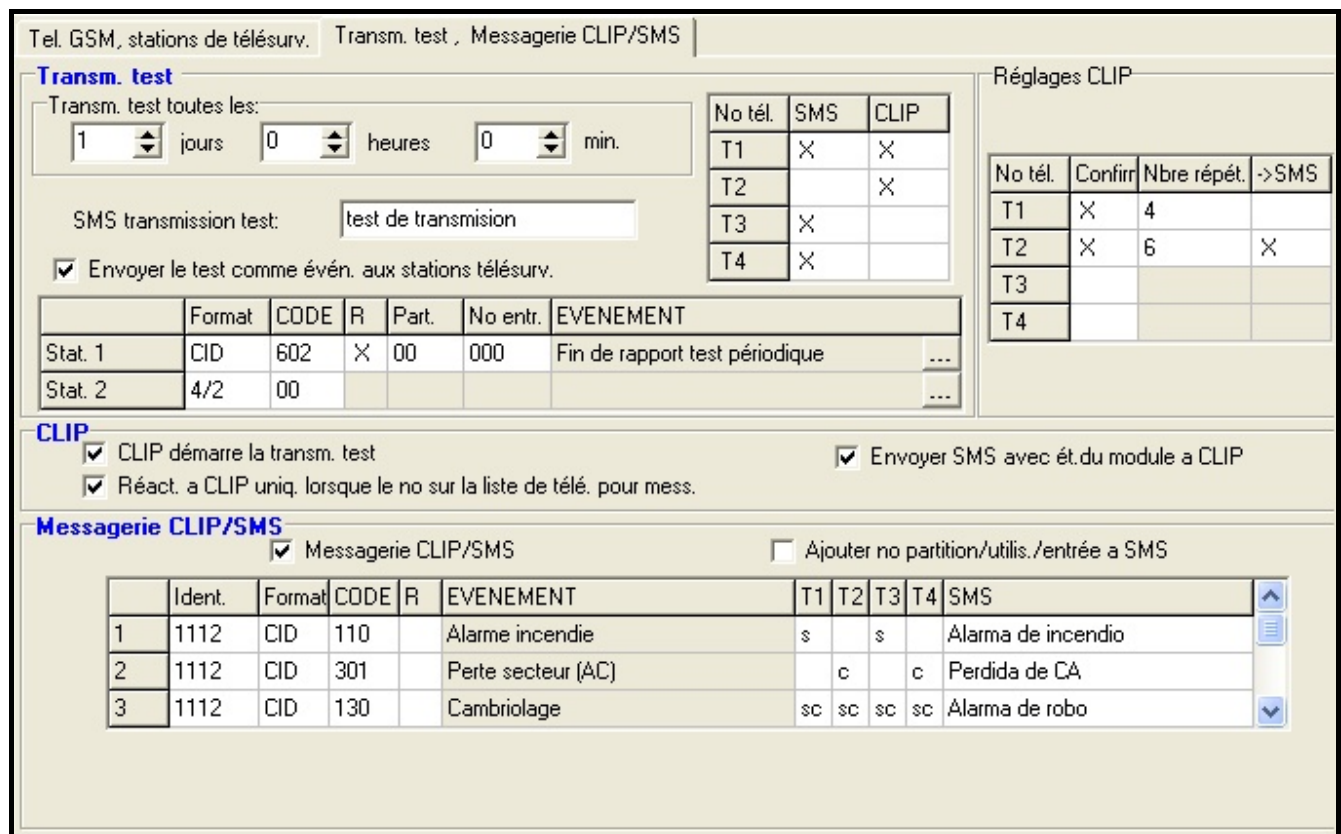 Tel. GSM, stations de télésurv.
Transm. test , Messagerie CLIP/SMS
Transm. test
Transm. test toutes les:
1 jours 0 heures 0 min.
SMS transmission test: test de transmision
Envoyer le test comme évén. aux stations télésurv.
No tél. SMS CLIP
T1 X X
T2 X
T3 X
T4 X
Format CODE R Part. No entr. EVENEMENT
Stat. 1 CID 602 X 00 000 Fin de rapport test périodique ...
Stat. 2 4/2 00 ...
Réglages CLIP
No tél. Confirr Nbre répét. ->SMS
T1 X 4
T2 X 6 X
T3
T4
CLIP
CLIP démarre la transm. test
Envoyer SMS avec ét.du module a CLIP
Réact. a CLIP uniq. lorsque le no sur la liste de télé. pour mess.
Messagerie CLIP/SMS
Messagerie CLIP/SMS
Ajouter no partition/utilis./entrée a SMS
Ident. Format CODE R EVENEMENT T1 T2 T3 T4 SMS
1 1112 CID 110 Alarme incendie s s Alarma de incendio
2 1112 CID 301 Perte secteur (AC) c c Perdida de CA
3 1112 CID 130 Cambriolage sc sc sc sc Alarma de robo